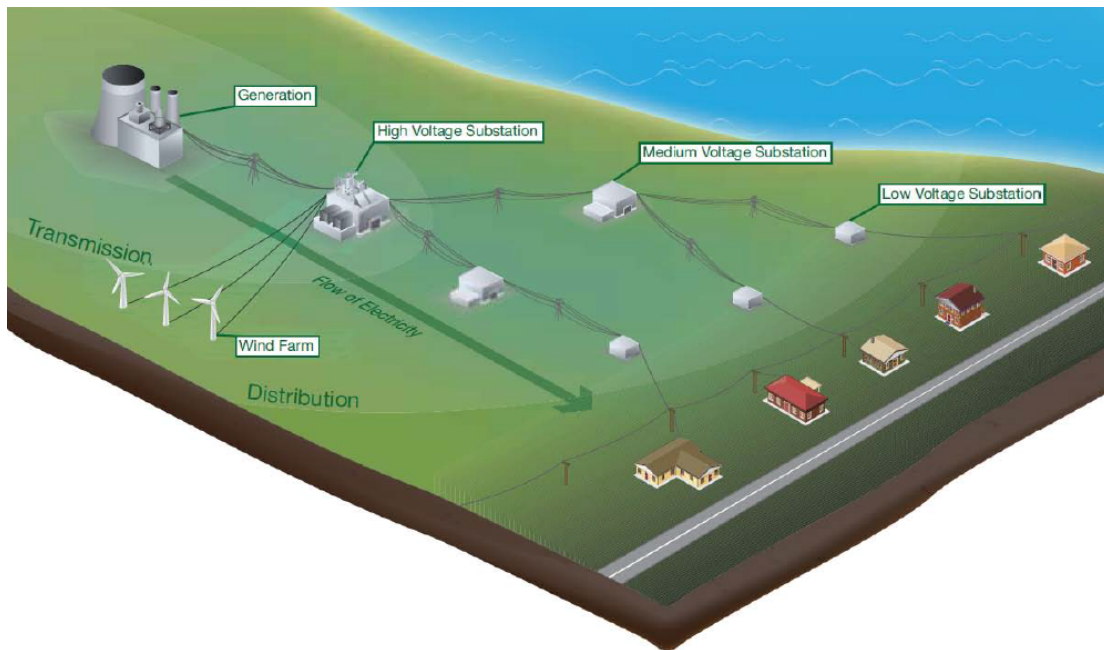 Generation
High Voltage Substation
Medium Voltage Substation
Low Voltage Substation
Transmission
Flow of Electricity
Wind Farm
Distribution